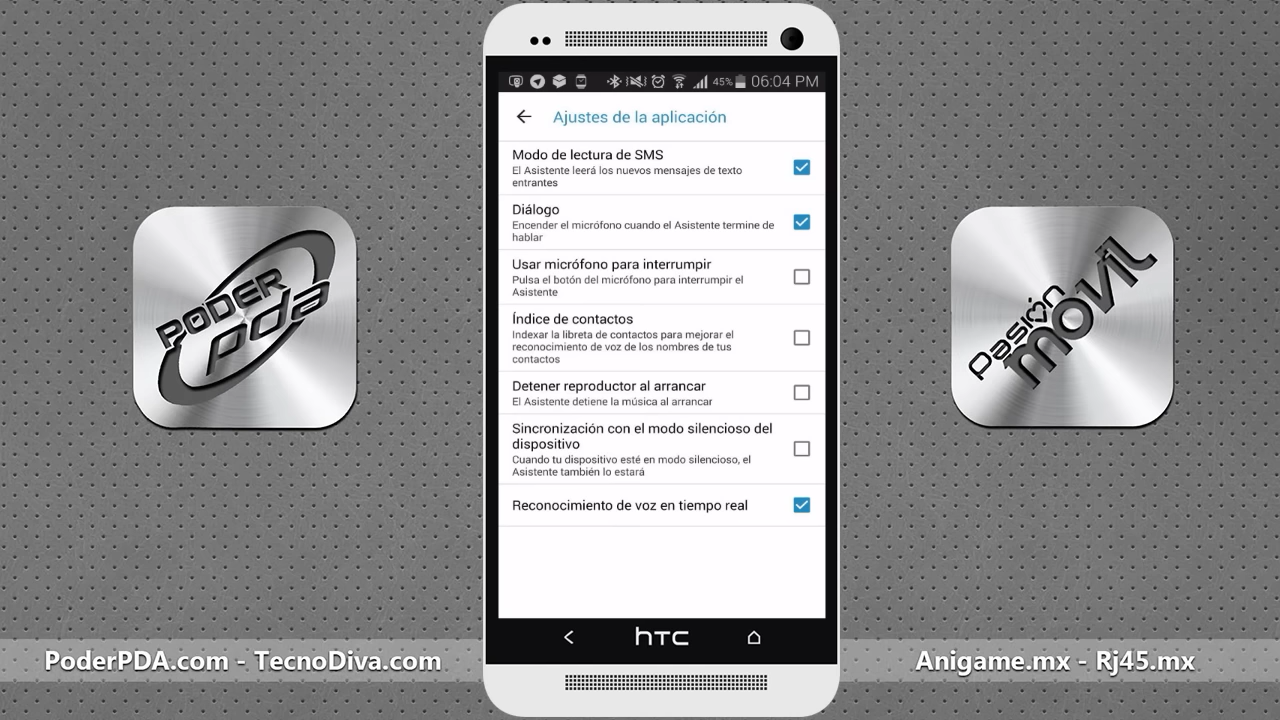 45% 06:04 PM
Ajustes de la aplicación
Modo de lectura de SMS
El Asistente leerá los nuevos mensajes de texto
entrantes
Diálogo
Encender el micrófono cuando el Asistente termine de
hablar
Usar micrófono para interrumpir
Pulsa el botón del micrófono para interrumpir el
Asistente
Índice de contactos
Indexar la libreta de contactos para mejorar el
reconocimiento de voz de los nombres de tus
contactos
Detener reproductor al arrancar
El Asistente detiene la música al arrancar
Sincronización con el modo silencioso del
dispositivo
Cuando tu dispositivo esté en modo silencioso, el
Asistente también lo estará
Reconocimiento de voz en tiempo real
hTC
PODER
pda
Pasión
movil
PoderPDA.com - TecnoDiva.com
Anigame.mx - Rj45.mx